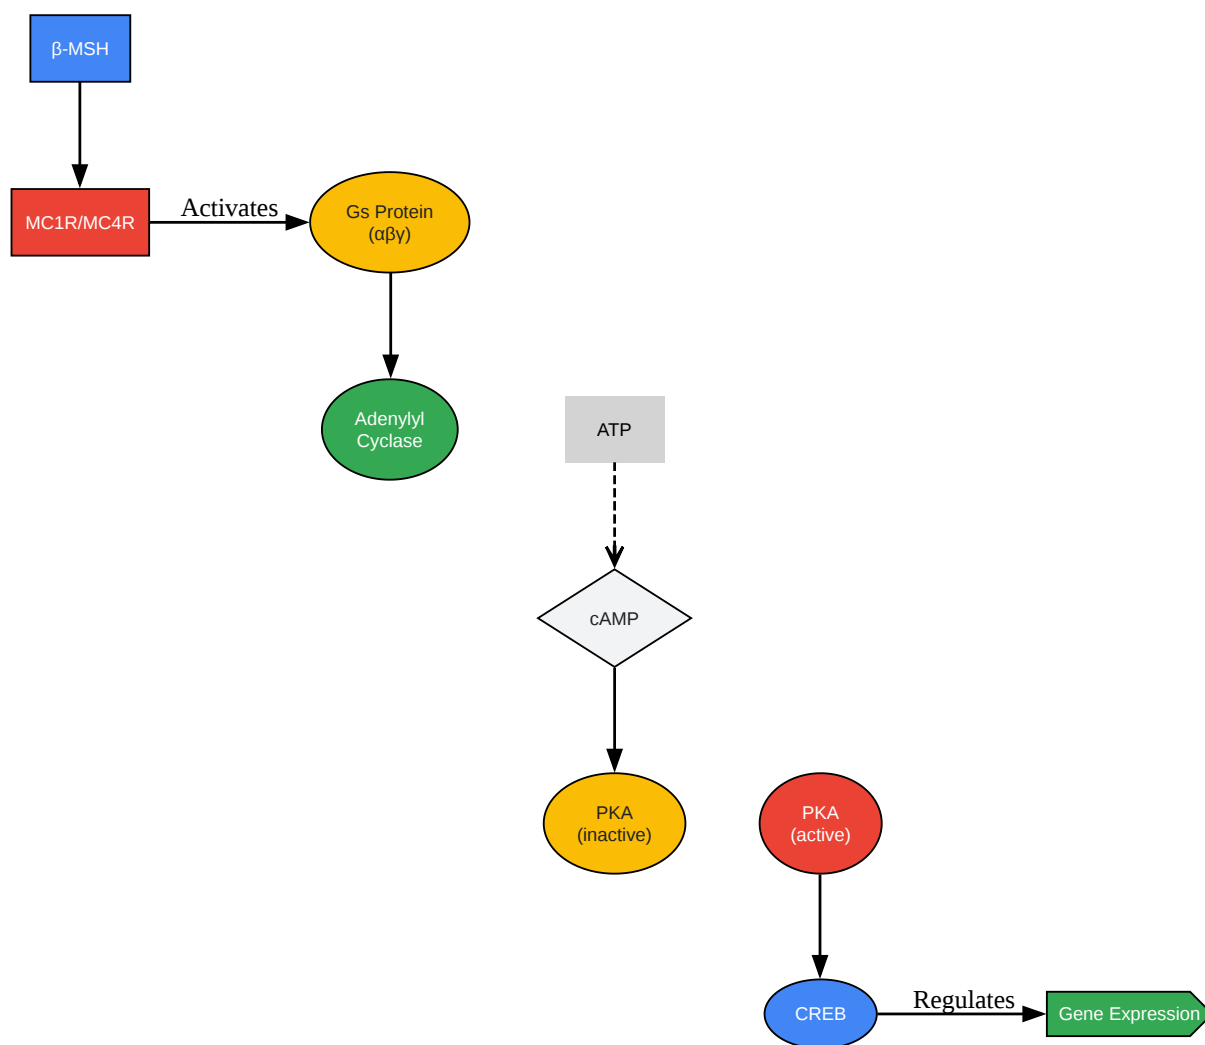 β-MSH
MC1R/MC4R
Activates
Gs Protein
(αβγ)
Adenylyl
Cyclase
ATP
cAMP
PKA
(inactive)
PKA
(active)
CREB
Regulates
Gene Expression